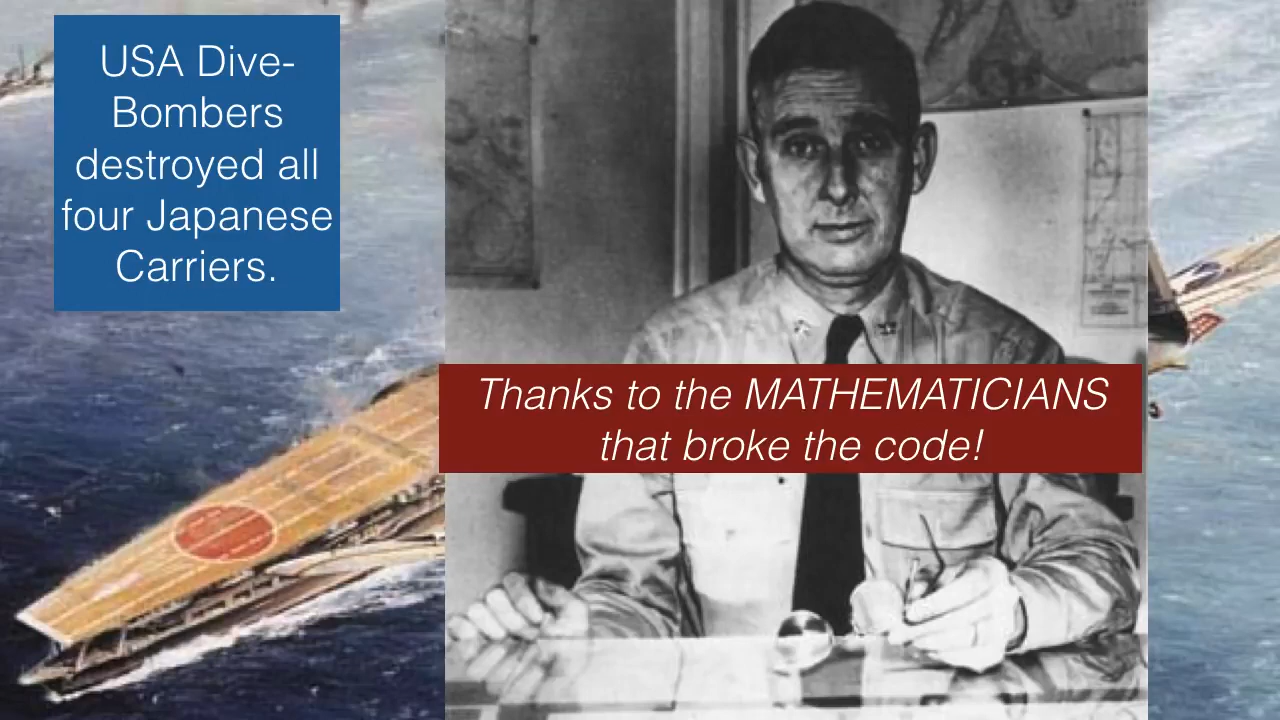 USA Dive-
Bombers
destroyed all
four Japanese
Carriers.
Thanks to the MATHEMATICIANS
that broke the code!